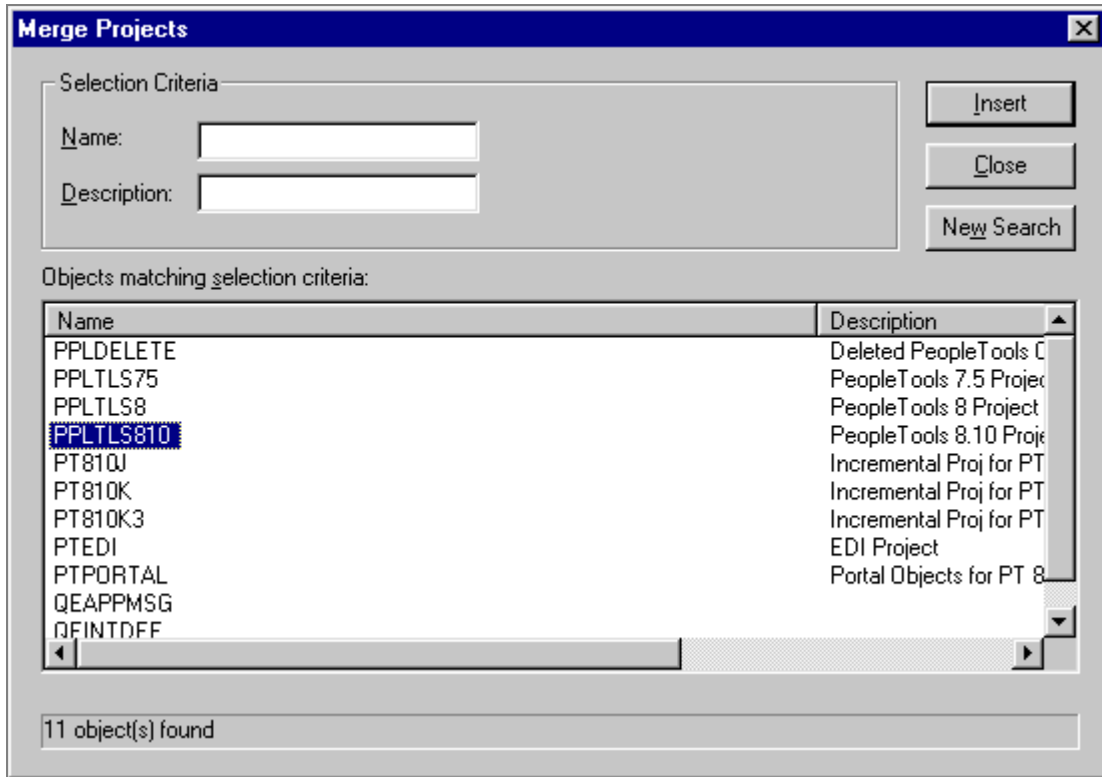 Merge Projects
Selection Criteria
Name:
Description:
Insert
Close
New Search
Objects matching selection criteria:
Name Description
PPLDELETE Deleted PeopleTools
PPLTLS75 PeopleTools 7.5
PPLTLS8 PeopleTools 8 Project
PPLTLS810 PeopleTools 8.10
PT810J Incremental Proj for PT
PT810K Incremental Proj for PT
PT810K3 Incremental Proj for PT
PTEDI EDI Project
PTPORTAL Portal Objects for PT 8
QEAPPMSG
QEINTDEF
11 object(s) found